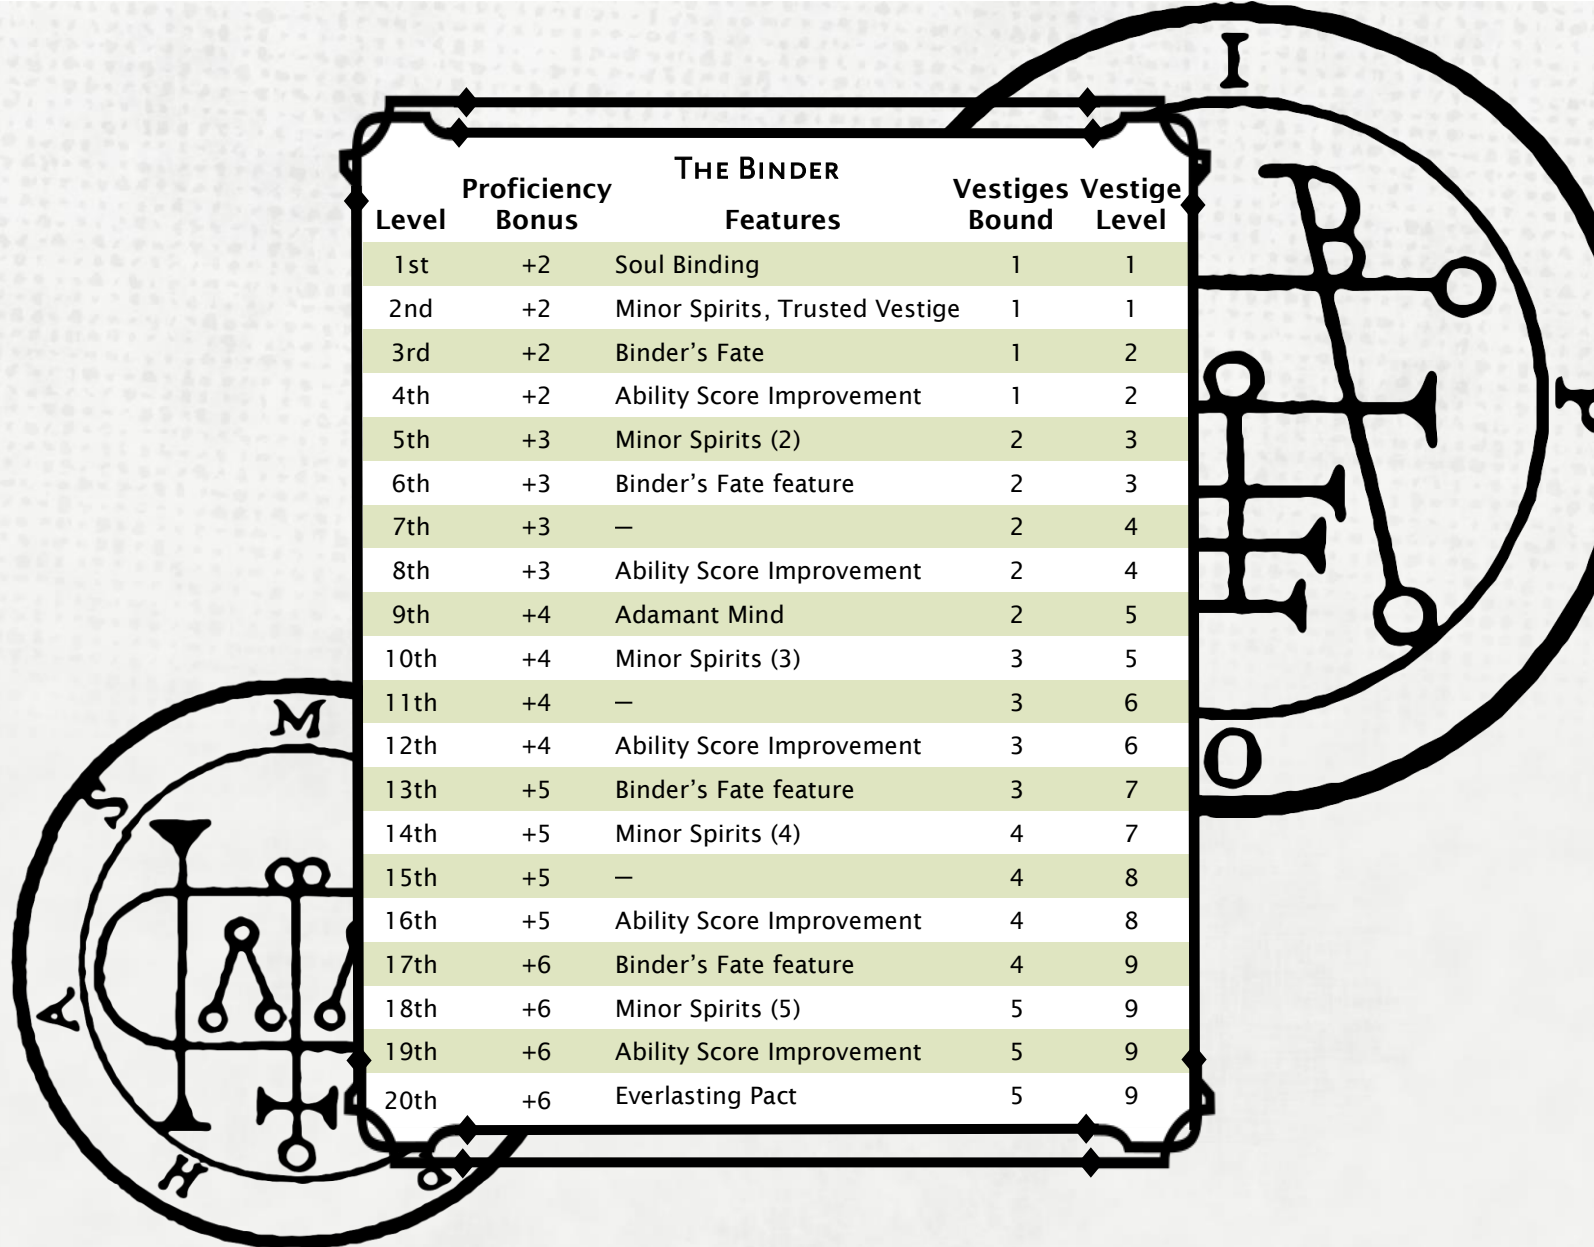 THE BINDER
Level Proficiency Bonus Features Vestiges Bound Vestige Level
1st +2 Soul Binding 1 1
2nd +2 Minor Spirits, Trusted Vestige 1 1
3rd +2 Binder’s Fate 1 2
4th +2 Ability Score Improvement 1 2
5th +3 Minor Spirits (2) 2 3
6th +3 Binder’s Fate feature 2 3
7th +3 — 2 4
8th +3 Ability Score Improvement 2 4
9th +4 Adamant Mind 2 5
10th +4 Minor Spirits (3) 3 5
11th +4 — 3 6
12th +4 Ability Score Improvement 3 6
13th +5 Binder’s Fate feature 3 7
14th +5 Minor Spirits (4) 4 7
15th +5 — 4 8
16th +5 Ability Score Improvement 4 8
17th +6 Binder’s Fate feature 4 9
18th +6 Minor Spirits (5) 5 9
19th +6 Ability Score Improvement 5 9
20th +6 Everlasting Pact 5 9
I
O
M
S
A
H